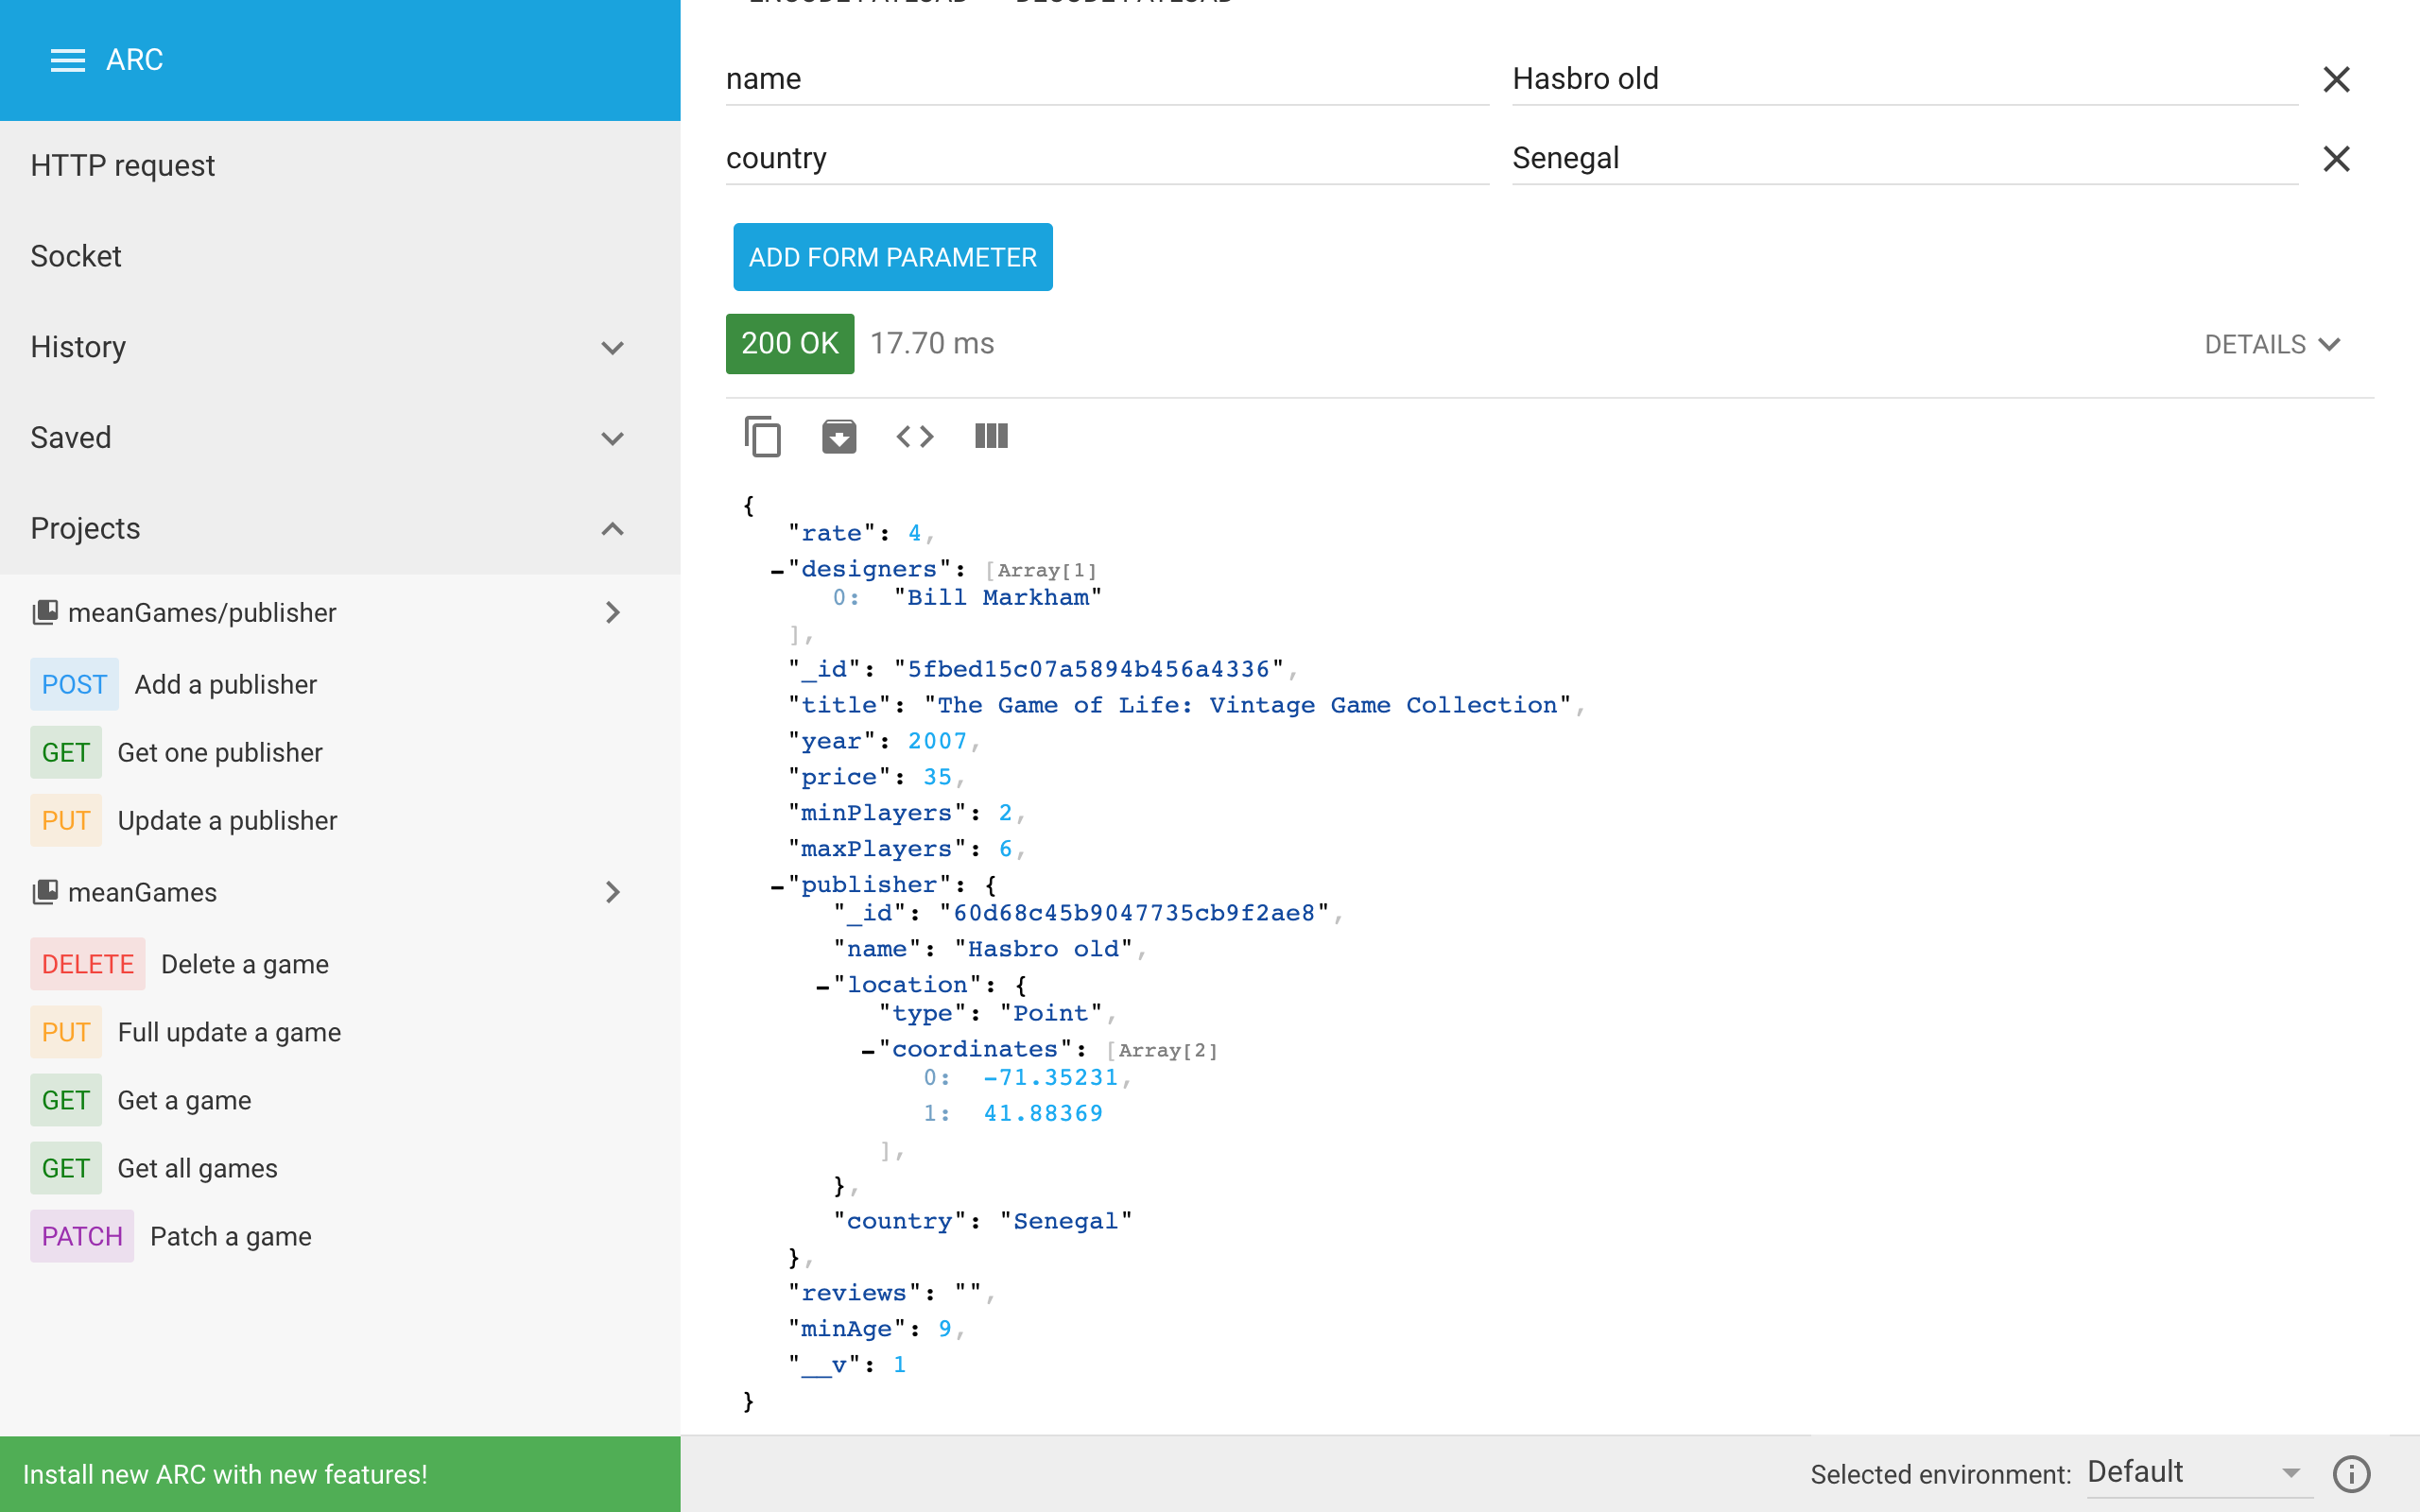 ARC
HTTP request
Socket
History
Saved
Projects
meanGames/publisher
POST Add a publisher
GET Get one publisher
PUT Update a publisher
meanGames
DELETE Delete a game
PUT Full update a game
GET Get a game
GET Get all games
PATCH Patch a game
Install new ARC with new features!
ENCODE PAYLOAD DECODE PAYLOAD
name Hasbro old
country Senegal
ADD FORM PARAMETER
200 OK 17.70 ms DETAILS
{
"rate": 4,
-"designers": [Array[1]
0: "Bill Markham"
],
"_id": "5fbed15c07a5894b456a4336",
"title": "The Game of Life: Vintage Game Collection",
"year": 2007,
"price": 35,
"minPlayers": 2,
"maxPlayers": 6,
-"publisher": {
"_id": "60d68c45b9047735cb9f2ae8",
"name": "Hasbro old",
-"location": {
"type": "Point",
-"coordinates": [Array[2]
0: -71.35231,
1: 41.88369
],
},
"country": "Senegal"
},
"reviews": "",
"minAge": 9,
"__v": 1
}
Selected environment: Default